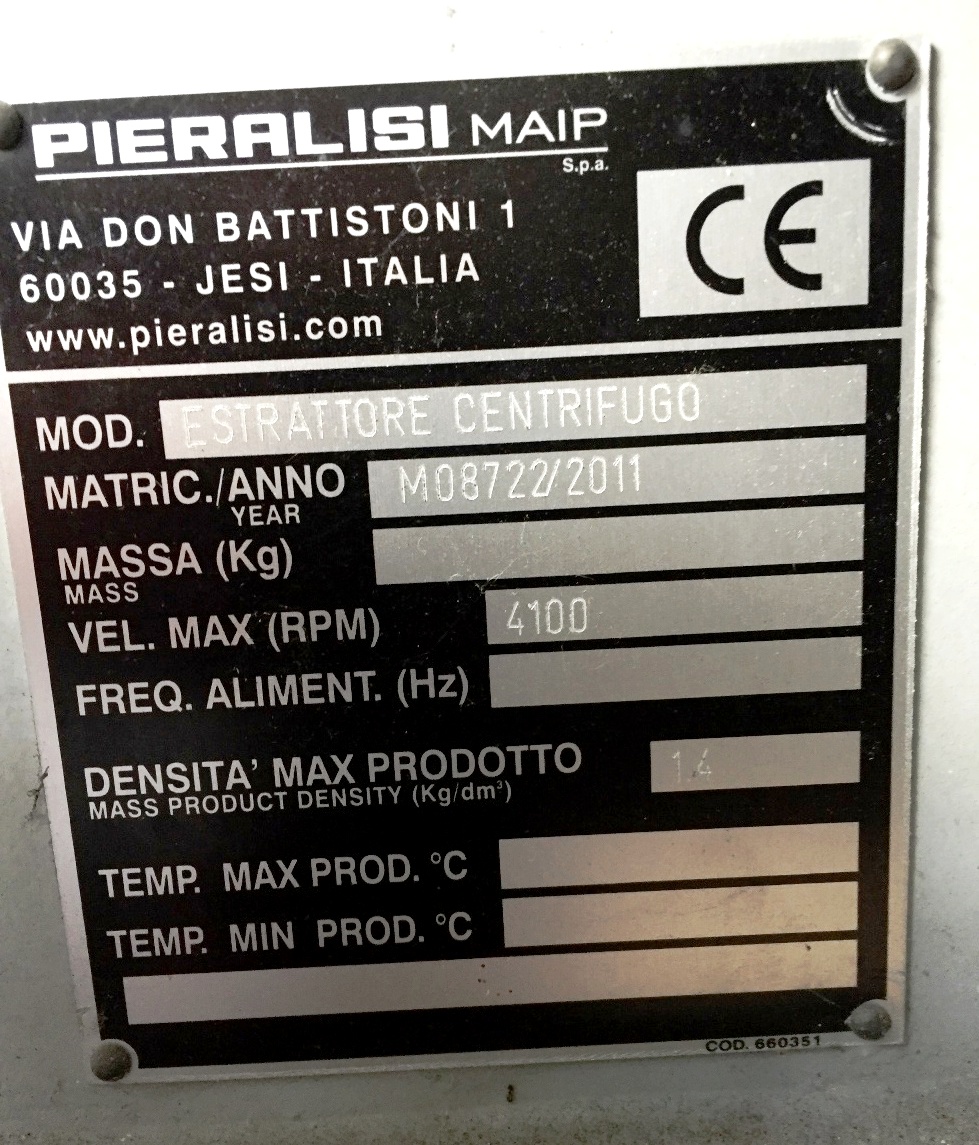 PIERALISI MAIP
S.p.a.
VIA DON BATTISTONI 1
60035 - JESI - ITALIA
www.pieralisi.com
CE
MOD. ESTRATTORE CENTRIFUGO
MATRIC./ANNO M08722/2011
YEAR
MASSA (Kg)
MASS
VEL. MAX (RPM) 4100
FREQ. ALIMENT. (Hz)
DENSITA' MAX PRODOTTO 1.4
MASS PRODUCT DENSITY (Kg/dm³)
TEMP. MAX PROD. °C
TEMP. MIN PROD. °C
COD. 660351